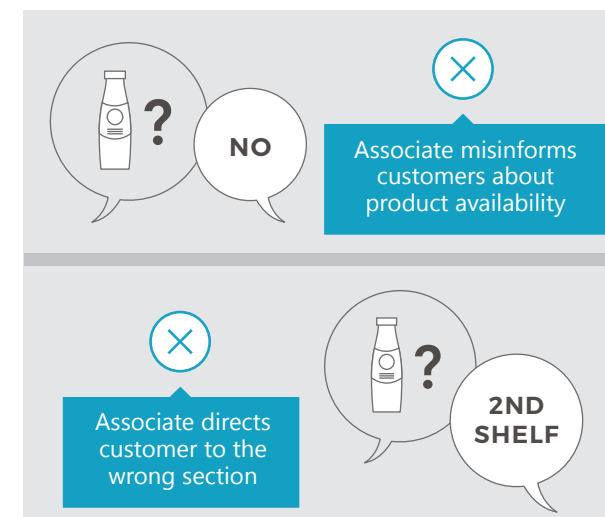 ?
NO
Associate misinforms
customers about
product availability
Associate directs
customer to the
wrong section
?
2ND
SHELF